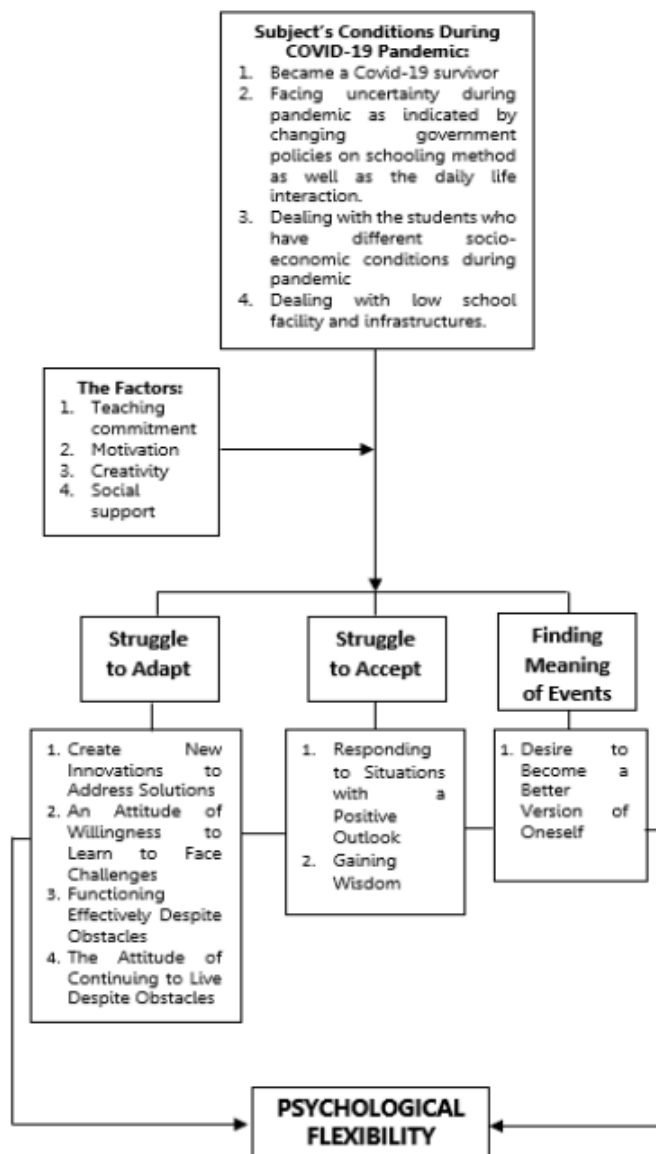 Subject's Conditions During
COVID-19 Pandemic:
1. Became a Covid-19 survivor
2. Facing uncertainty during
pandemic as indicated by
changing government
policies on schooling method
as well as the daily life
interaction.
3. Dealing with the students who
have different socio-
economic conditions during
pandemic
4. Dealing with low school
facility and infrastructures.
The Factors:
1. Teaching
commitment
2. Motivation
3. Creativity
4. Social
support
Struggle
to Adapt
Struggle
to Accept
Finding
Meaning
of Events
1. Create New
Innovations to
Address Solutions
2. An Attitude of
Willingness to
Learn to Face
Challenges
3. Functioning
Effectively Despite
Obstacles
4. The Attitude of
Continuing to Live
Despite Obstacles
1. Responding
to Situations
with a
Positive
Outlook
2. Gaining
Wisdom
1. Desire to
Become a
Better
Version of
Oneself
PSYCHOLOGICAL
FLEXIBILITY